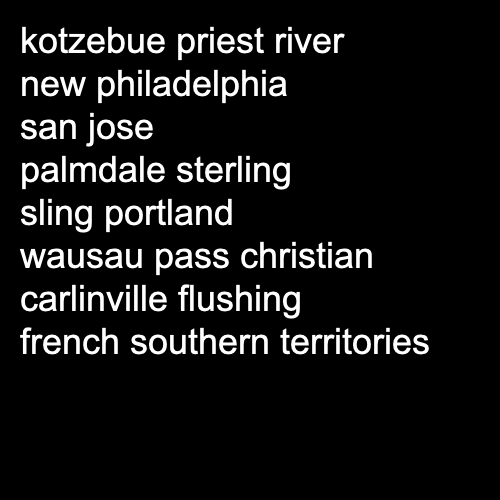 kotzebue priest river
new philadelphia
san jose
palmdale sterling
sling portland
wausau pass christian
carlinville flushing
french southern territories